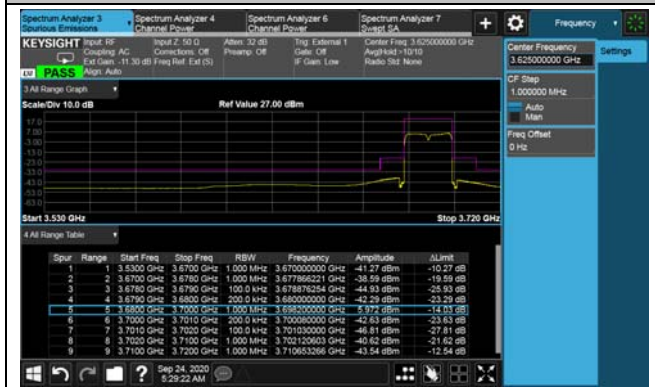 Spectrum Analyzer 3
Spurious Emissions
Spectrum Analyzer 4
Channel Power
Spectrum Analyzer 6
Channel Power
Spectrum Analyzer 7
Swept SA
Frequency
KEYSIGHT
Input: RF
Coupling: AC
Ext Gain: -11.30 dB
Align: Auto
Input Z: 50 Ω
Corrections: Off
Freq Ref: Ext (S)
Atten: 32 dB
Preamp: Off
Trig: External 1
Gate: Off
IF Gain: Low
Center Freq: 3.625000000 GHz
Avg|Hold:>10/10
Radio Std: None
PASS
Center Frequency
3.625000000 GHz
Settings
CF Step
1.000000 MHz
Auto
Man
Freq Offset
0 Hz
3 All Range Graph
Scale/Div 10.0 dB
Ref Value 27.00 dBm
17.0
7.00
-3.00
-13.0
-23.0
-33.0
-43.0
-53.0
-63.0
Start 3.530 GHz
Stop 3.720 GHz
4 All Range Table
Spur Range Start Freq Stop Freq RBW Frequency Amplitude ΔLimit
1 1 3.5300 GHz 3.6700 GHz 1.000 MHz 3.670000000 GHz -41.27 dBm -10.27 dB
2 2 3.6700 GHz 3.6780 GHz 1.000 MHz 3.677866221 GHz -38.59 dBm -19.59 dB
3 3 3.6780 GHz 3.6790 GHz 100.0 kHz 3.678876254 GHz -44.93 dBm -25.93 dB
4 4 3.6790 GHz 3.6800 GHz 200.0 kHz 3.680000000 GHz -42.29 dBm -23.29 dB
5 5 3.6800 GHz 3.7000 GHz 1.000 MHz 3.698200000 GHz 5.972 dBm -14.03 dB
6 6 3.7000 GHz 3.7010 GHz 200.0 kHz 3.700080000 GHz -42.63 dBm -23.63 dB
7 7 3.7010 GHz 3.7020 GHz 100.0 kHz 3.701030000 GHz -46.81 dBm -27.81 dB
8 8 3.7020 GHz 3.7100 GHz 1.000 MHz 3.702120603 GHz -40.62 dBm -21.62 dB
9 9 3.7100 GHz 3.7200 GHz 1.000 MHz 3.710653266 GHz -43.54 dBm -12.54 dB
Sep 24, 2020
5:29:22 AM